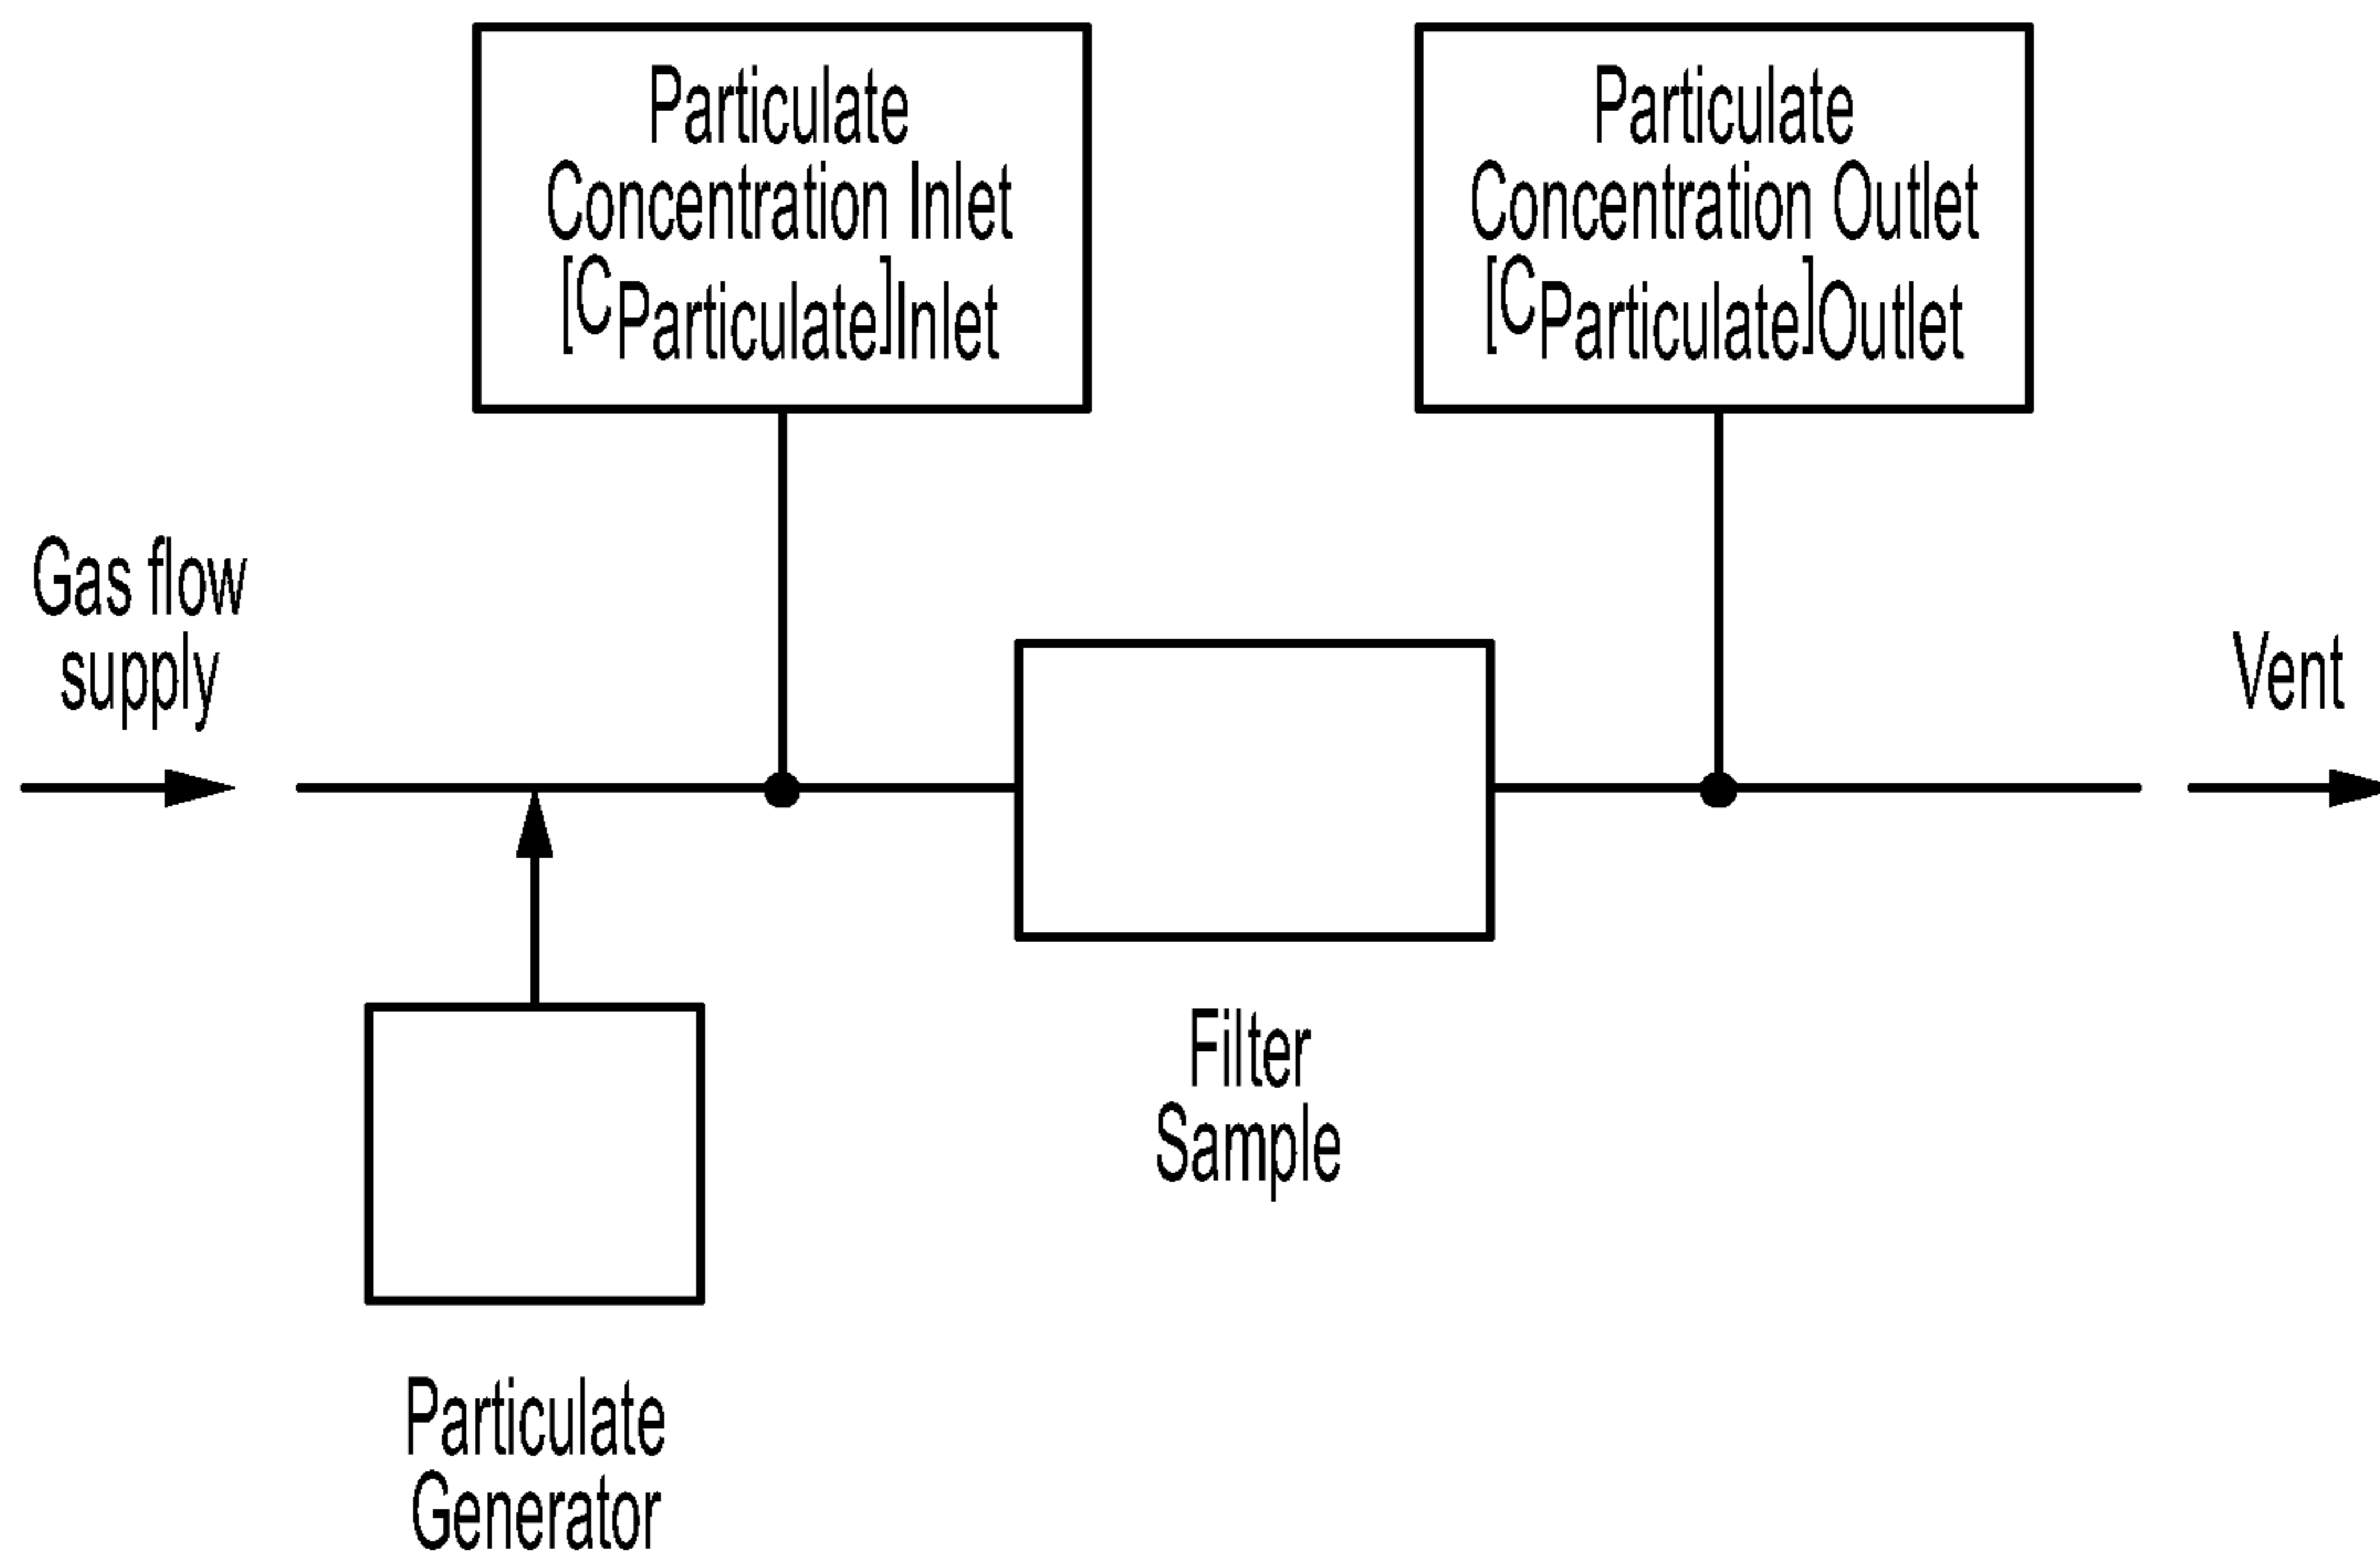 Particulate
Concentration Inlet
[CParticulate]Inlet
Particulate
Concentration Outlet
[CParticulate]Outlet
Gas flow
supply
Vent
Filter
Sample
Particulate
Generator